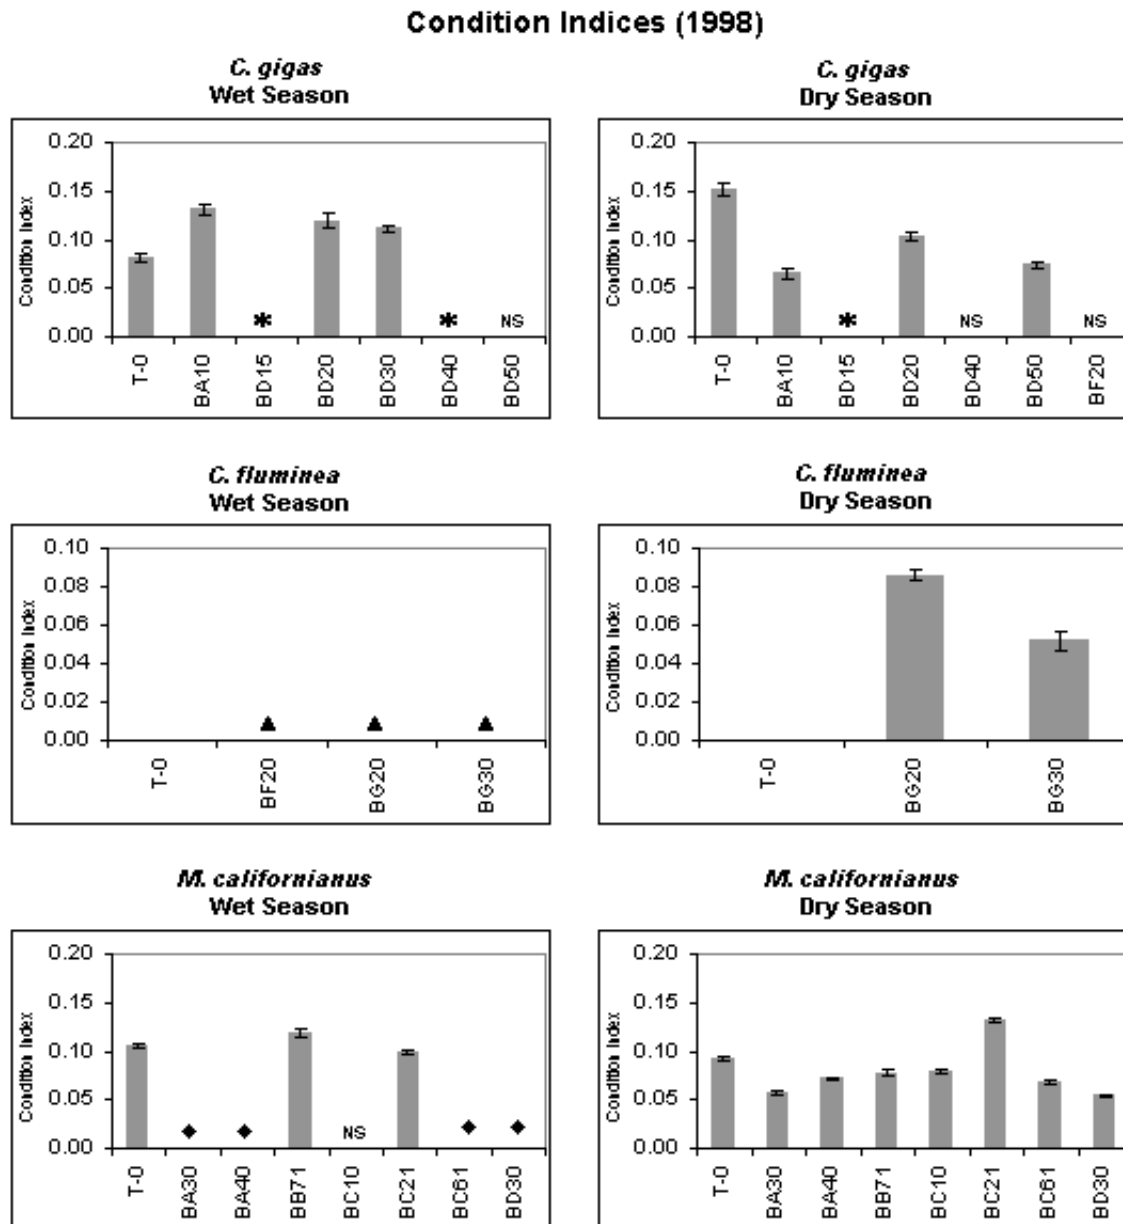 Condition Indices (1998)
C. gigas
Wet Season
Condition Index
0.20
0.15
0.10
0.05
0.00
* * NS
T-0 BA10 BD15 BD20 BD30 BD40 BD50
C. gigas
Dry Season
Condition Index
0.20
0.15
0.10
0.05
0.00
* NS NS
T-0 BA10 BD15 BD20 BD40 BD50 BF20
C. fluminea
Wet Season
Condition Index
0.10
0.08
0.06
0.04
0.02
0.00
T-0 BF20 BG20 BG30
C. fluminea
Dry Season
Condition Index
0.10
0.08
0.06
0.04
0.02
0.00
T-0 BG20 BG30
M. californianus
Wet Season
Condition Index
0.20
0.15
0.10
0.05
0.00
NS
T-0 BA30 BA40 BB71 BC10 BC21 BC61 BD30
M. californianus
Dry Season
Condition Index
0.20
0.15
0.10
0.05
0.00
T-0 BA30 BA40 BB71 BC10 BC21 BC61 BD30